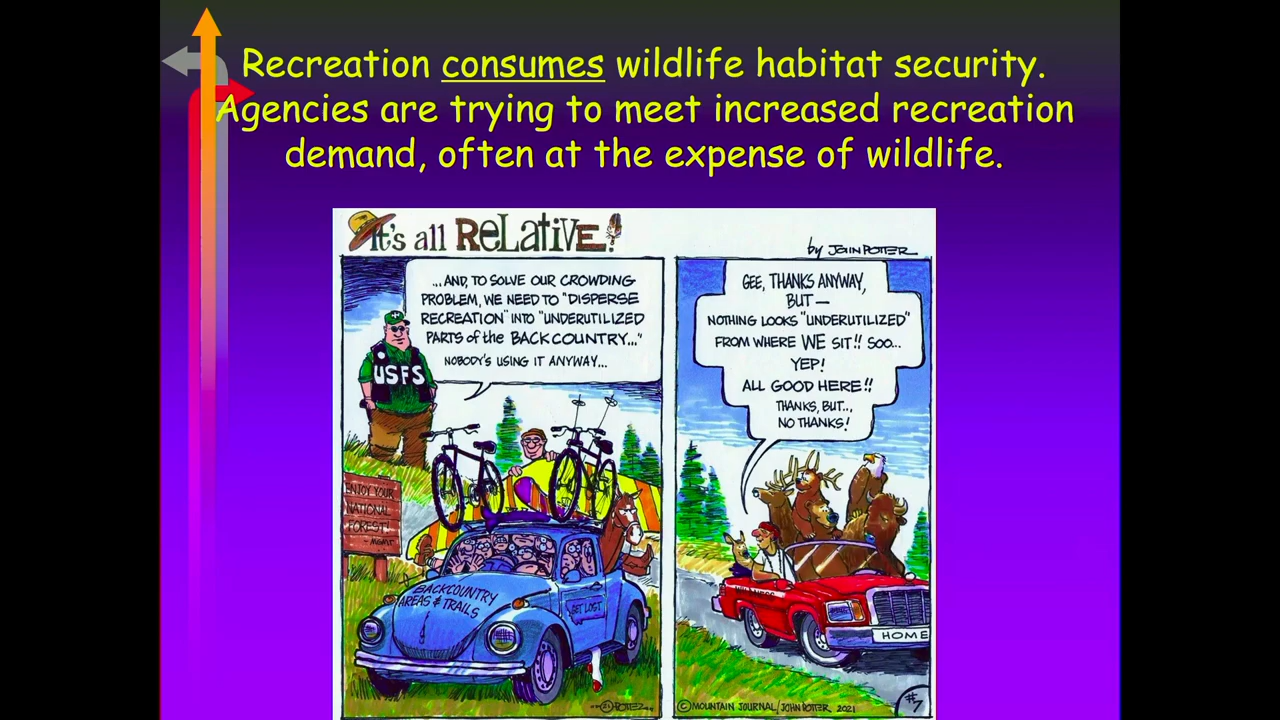 Recreation consumes wildlife habitat security.
Agencies are trying to meet increased recreation
demand, often at the expense of wildlife.
It's all RELATIVE!
by JOHN POTTER
...AND, TO SOLVE OUR CROWDING
PROBLEM, WE NEED TO "DISPERSE
RECREATION" INTO "UNDERUTILIZED
PARTS of the BACKCOUNTRY..."
NOBODY'S USING IT ANYWAY...
USFS
ENJOY YOUR
NATIONAL
FOREST!
-MGMT
BACKCOUNTRY
AREAS & TRAILS
GET LOST
POTTER
GEE, THANKS ANYWAY,
BUT—
NOTHING LOOKS "UNDERUTILIZED"
FROM WHERE WE SIT!! SOO...
YEP!
ALL GOOD HERE!!
THANKS, BUT...
NO THANKS!
HOME
© MOUNTAIN JOURNAL/JOHN POTTER 2021
#7